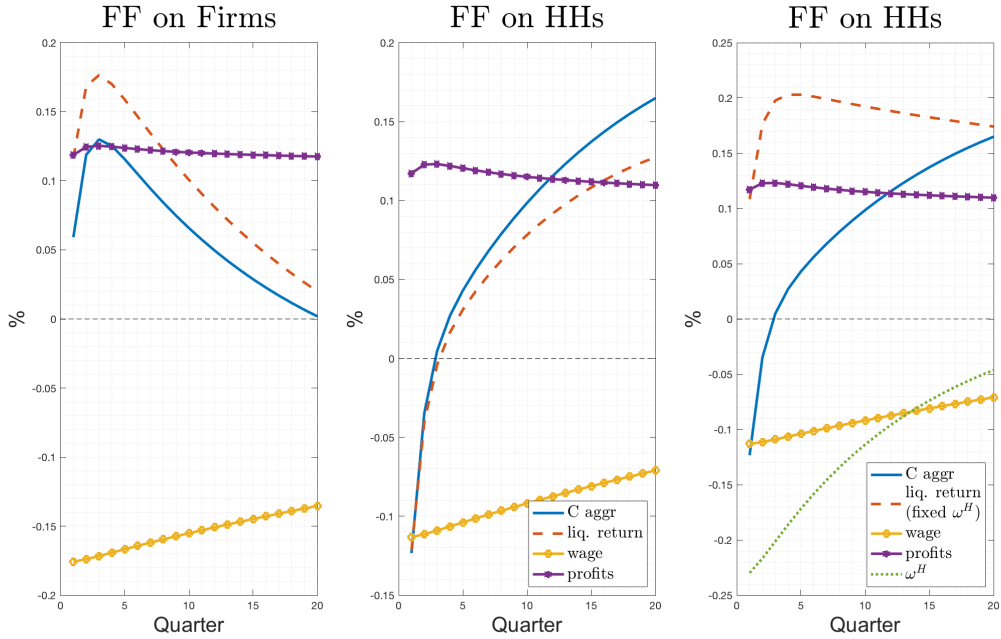 FF on Firms
0.2
0.15
0.1
0.05
0
-0.05
-0.1
-0.15
-0.2
%
0 5 10 15 20
Quarter
FF on HHs
0.2
0.15
0.1
0.05
0
-0.05
-0.1
-0.15
%
0 5 10 15 20
Quarter
C aggr
liq. return
wage
profits
FF on HHs
0.25
0.2
0.15
0.1
0.05
0
-0.05
-0.1
-0.15
-0.2
-0.25
%
0 5 10 15 20
Quarter
C aggr
liq. return
(fixed ω^H)
wage
profits
ω^H